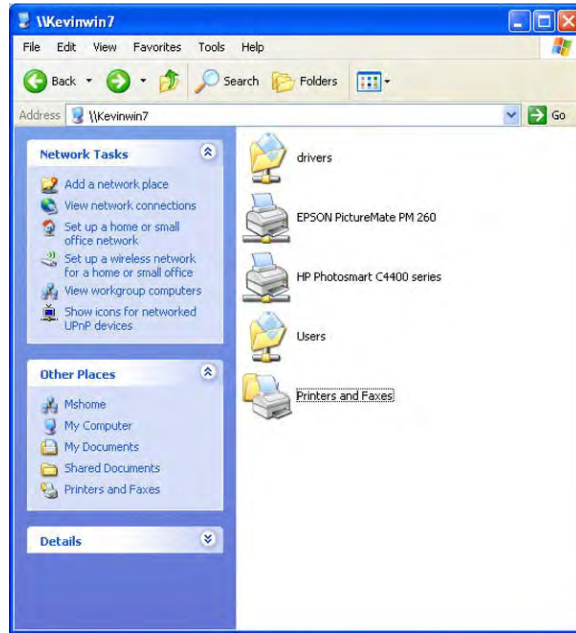 \\Kevinwin7
File Edit View Favorites Tools Help
Back Search Folders
Address \\Kevinwin7 Go
Network Tasks
Add a network place
View network connections
Set up a home or small
office network
Set up a wireless network
for a home or small office
View workgroup computers
Show icons for networked
UPnP devices
Other Places
Mshome
My Computer
My Documents
Shared Documents
Printers and Faxes
Details
drivers
EPSON PictureMate PM 260
HP Photosmart C4400 series
Users
Printers and Faxes